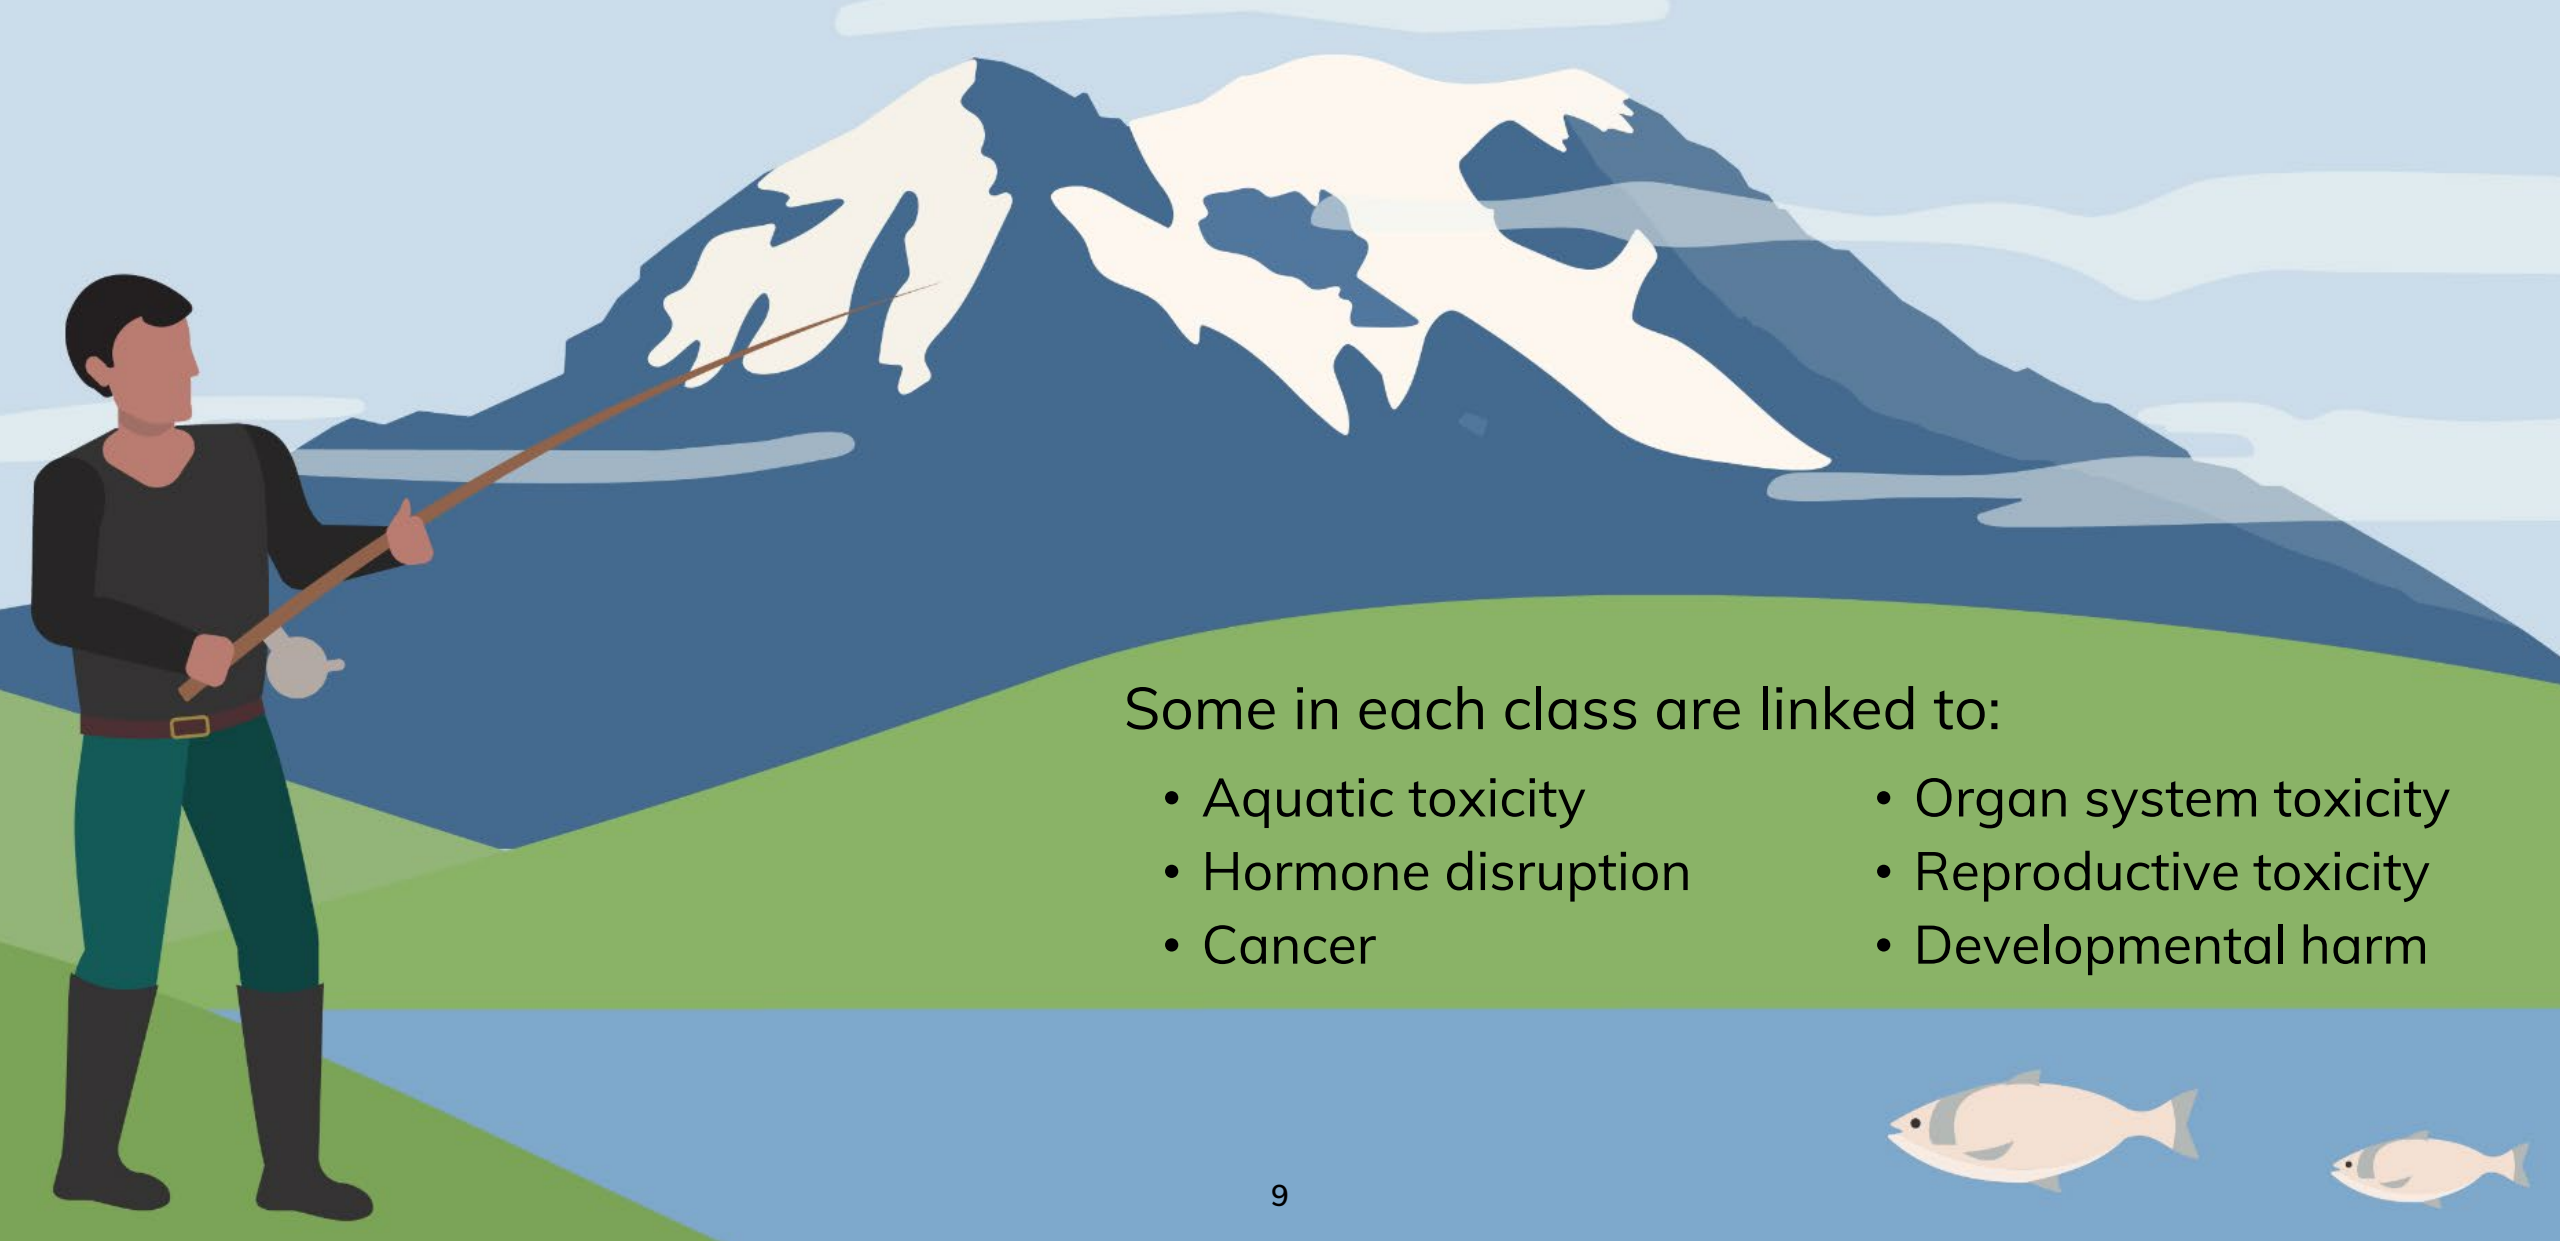 Some in each class are linked to:
• Aquatic toxicity
• Hormone disruption
• Cancer
• Organ system toxicity
• Reproductive toxicity
• Developmental harm
9